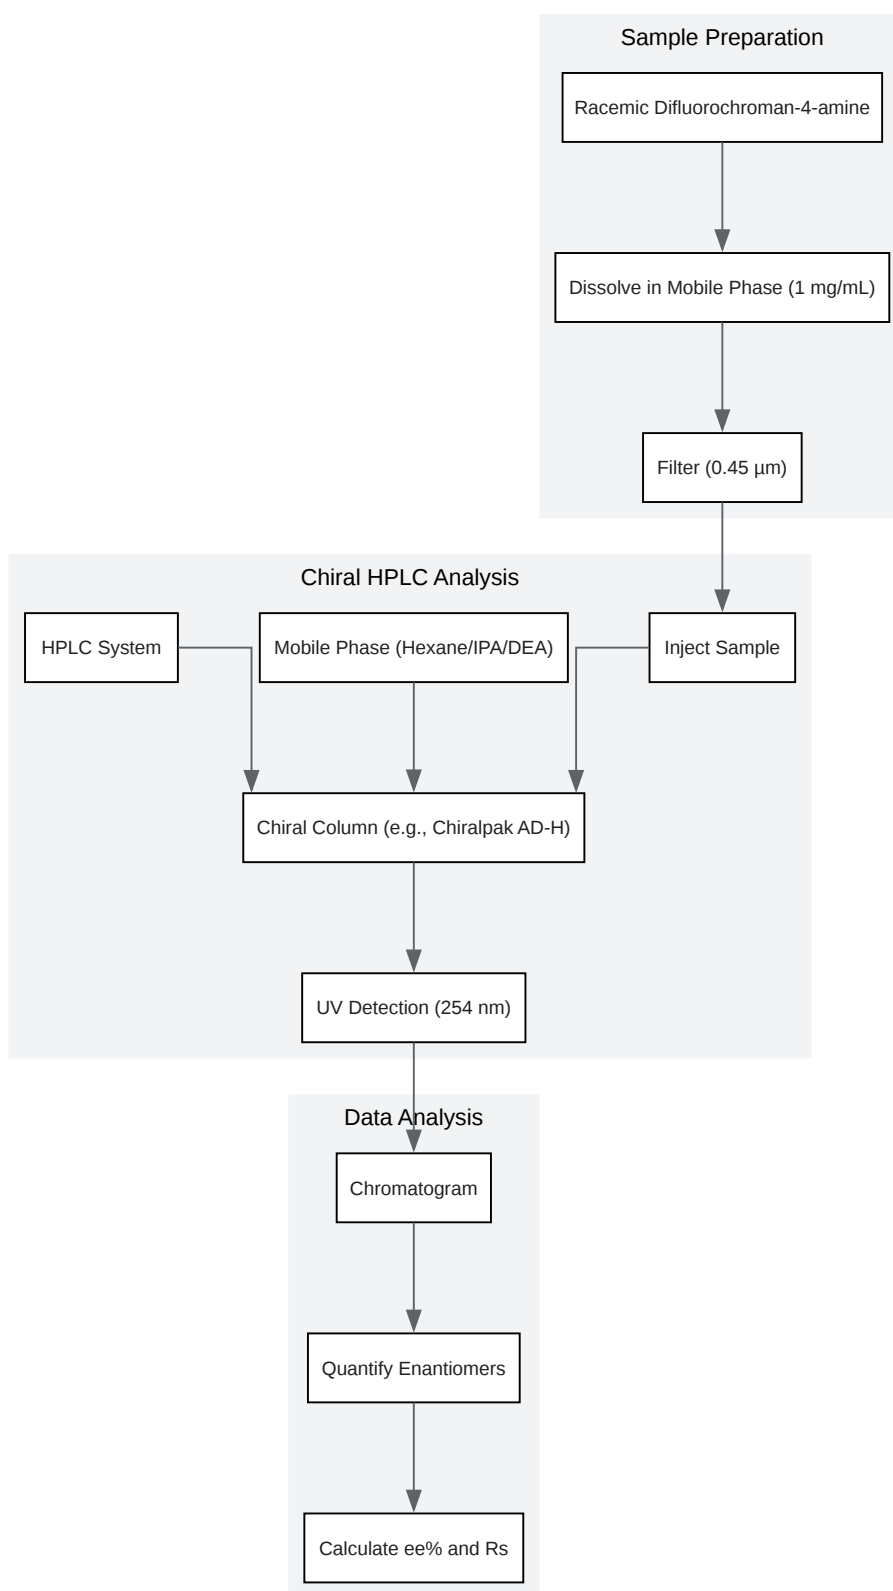 Sample Preparation
Racemic Difluorochroman-4-amine
Dissolve in Mobile Phase (1 mg/mL)
Filter (0.45 µm)
Chiral HPLC Analysis
HPLC System
Mobile Phase (Hexane/IPA/DEA)
Inject Sample
Chiral Column (e.g., Chiralpak AD-H)
UV Detection (254 nm)
Data Analysis
Chromatogram
Quantify Enantiomers
Calculate ee% and Rs